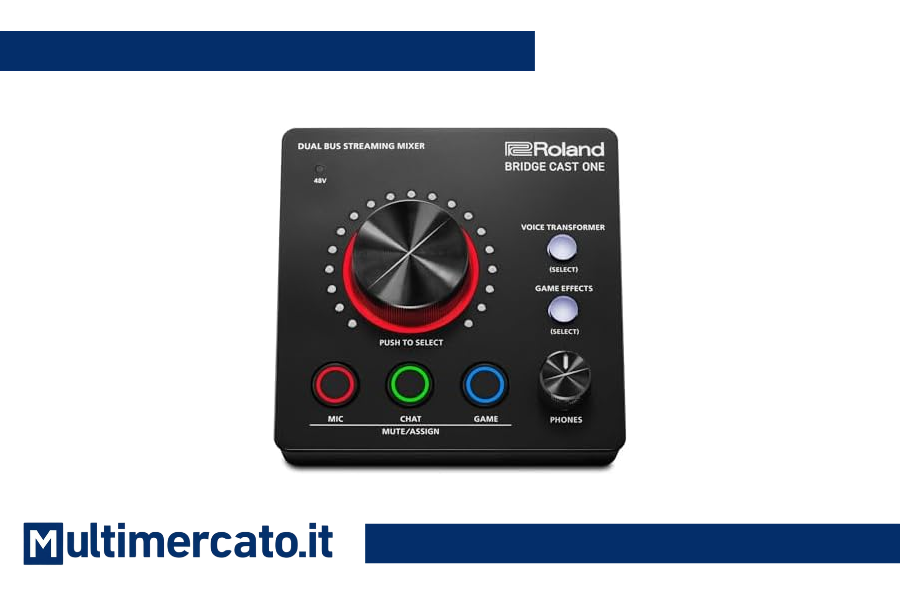 DUAL BUS STREAMING MIXER
Roland
BRIDGE CAST ONE
48V
VOICE TRANSFORMER
(SELECT)
GAME EFFECTS
(SELECT)
PUSH TO SELECT
MIC
CHAT
GAME
MUTE/ASSIGN
PHONES
Multimercato.it